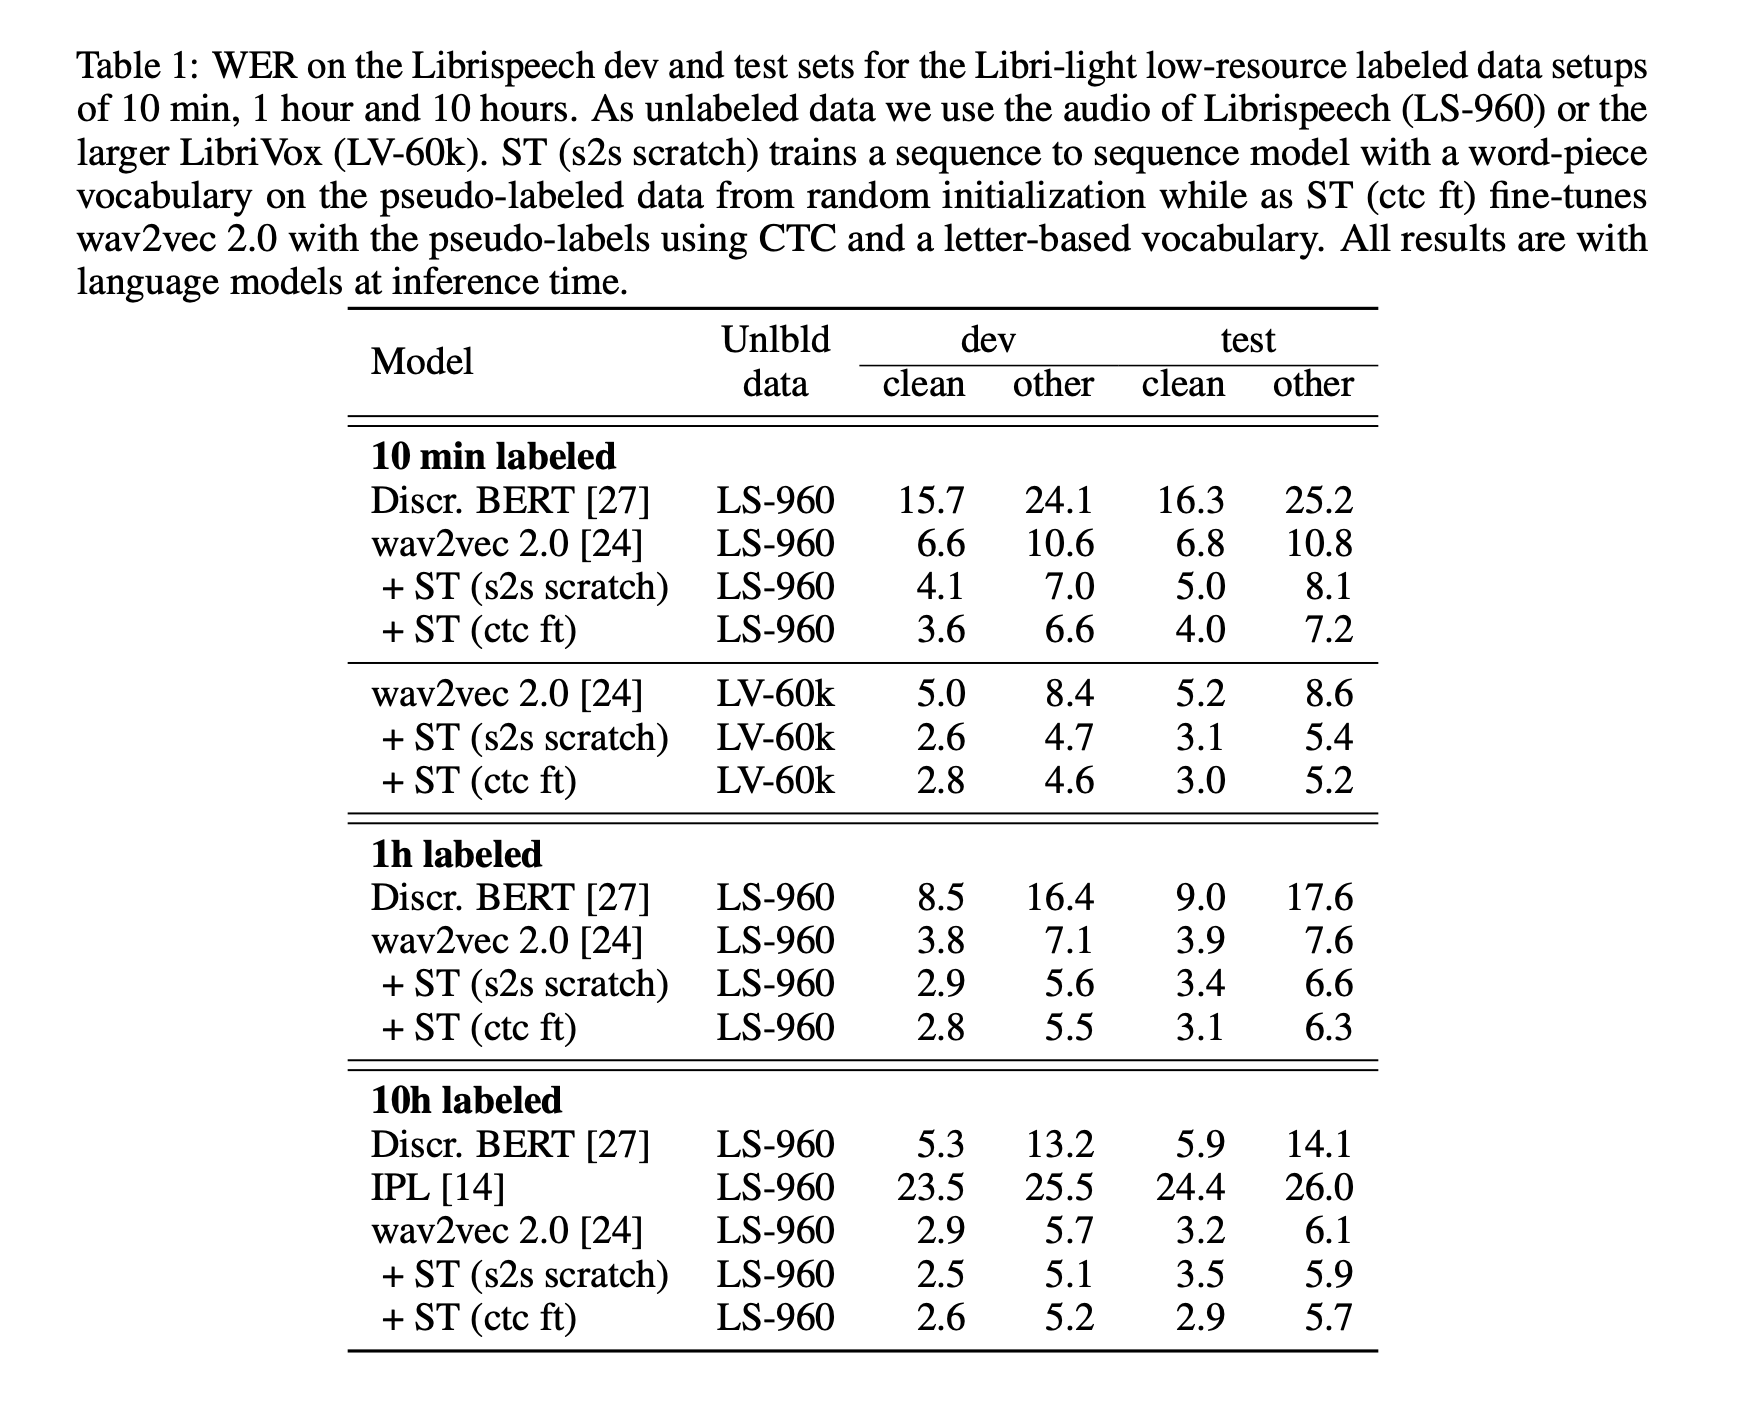 Table 1: WER on the Librispeech dev and test sets for the Libri-light low-resource labeled data setups
of 10 min, 1 hour and 10 hours. As unlabeled data we use the audio of Librispeech (LS-960) or the
larger LibriVox (LV-60k). ST (s2s scratch) trains a sequence to sequence model with a word-piece
vocabulary on the pseudo-labeled data from random initialization while as ST (ctc ft) fine-tunes
wav2vec 2.0 with the pseudo-labels using CTC and a letter-based vocabulary. All results are with
language models at inference time.
Model Unlbld data dev test
clean other clean other
10 min labeled
Discr. BERT [27] LS-960 15.7 24.1 16.3 25.2
wav2vec 2.0 [24] LS-960 6.6 10.6 6.8 10.8
+ ST (s2s scratch) LS-960 4.1 7.0 5.0 8.1
+ ST (ctc ft) LS-960 3.6 6.6 4.0 7.2
wav2vec 2.0 [24] LV-60k 5.0 8.4 5.2 8.6
+ ST (s2s scratch) LV-60k 2.6 4.7 3.1 5.4
+ ST (ctc ft) LV-60k 2.8 4.6 3.0 5.2
1h labeled
Discr. BERT [27] LS-960 8.5 16.4 9.0 17.6
wav2vec 2.0 [24] LS-960 3.8 7.1 3.9 7.6
+ ST (s2s scratch) LS-960 2.9 5.6 3.4 6.6
+ ST (ctc ft) LS-960 2.8 5.5 3.1 6.3
10h labeled
Discr. BERT [27] LS-960 5.3 13.2 5.9 14.1
IPL [14] LS-960 23.5 25.5 24.4 26.0
wav2vec 2.0 [24] LS-960 2.9 5.7 3.2 6.1
+ ST (s2s scratch) LS-960 2.5 5.1 3.5 5.9
+ ST (ctc ft) LS-960 2.6 5.2 2.9 5.7